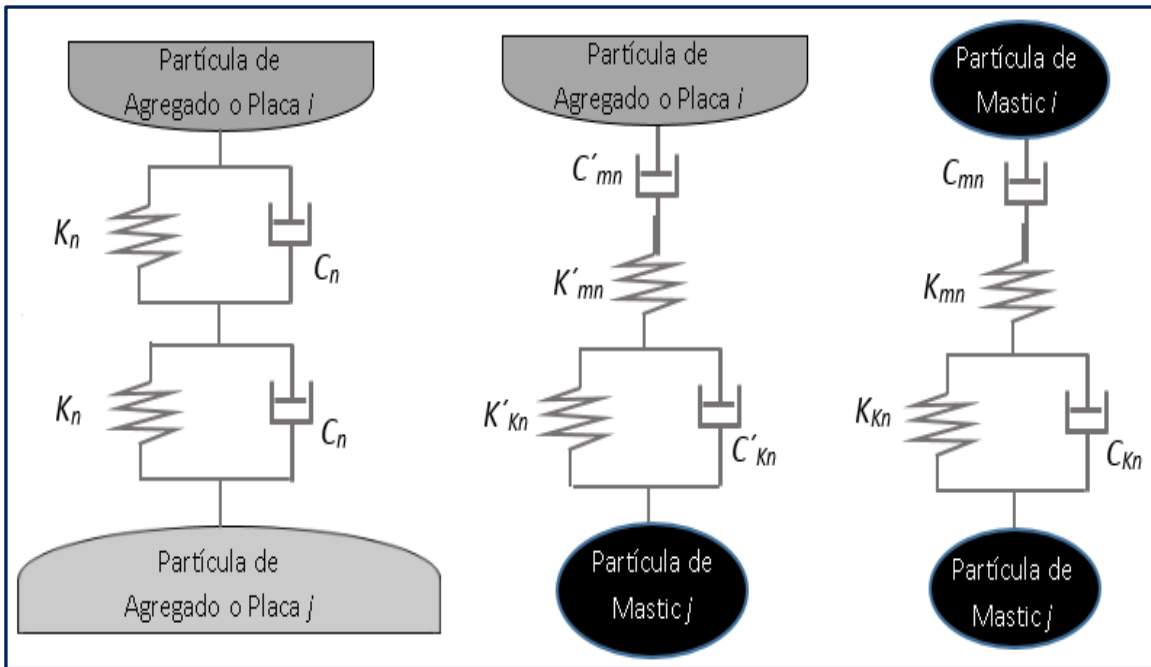 Partícula de
Agregado o Placa i
Kn
Cn
Kn
Cn
Partícula de
Agregado o Placa j
Partícula de
Agregado o Placa i
C´mn
K´mn
K´Kn
C´Kn
Partícula de
Mastic j
Partícula de
Mastic i
Cmn
Kmn
KKn
CKn
Partícula de
Mastic j